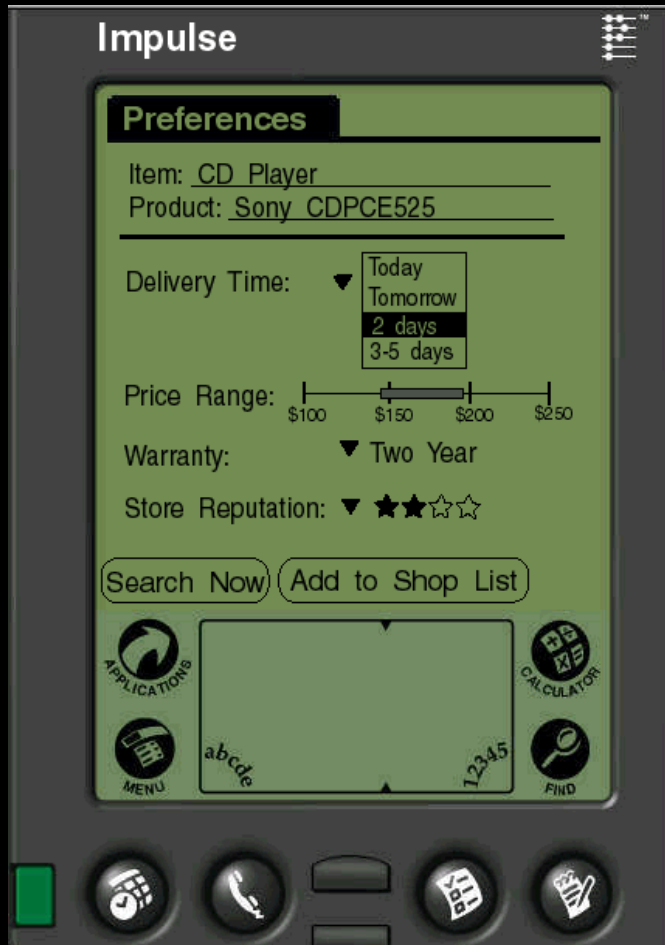 Impulse
TM
Preferences
Item: CD Player
Product: Sony CDPCE525
Delivery Time:
Today
Tomorrow
2 days
3-5 days
Price Range:
$100 $150 $200 $250
Warranty: Two Year
Store Reputation:
Search Now Add to Shop List
APPLICATIONS
CALCULATOR
MENU
abcde
12345
FIND